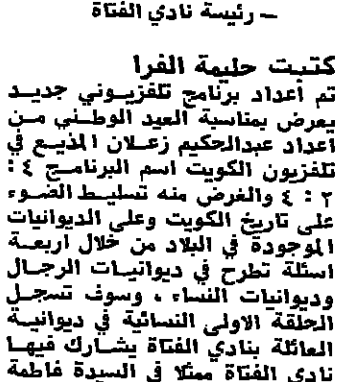 – رئيسة نادي الفتاة
كتبت حليمة الفرا
تم أعداد برنامج تلفزيوني جديد
يعرض بمناسبة العيد الوطني من
اعداد عبدالحكيم زعلان المذيع في
تلفزيون الكويت اسم البرنامج ٤ :
٢ : ٤ والغرض منه تسليط الضوء
على تاريخ الكويت وعلى الديوانيات
الموجودة في البلاد من خلال اربعة
اسئلة تطرح في ديوانيات الرجال
وديوانيات النساء ، وسوف تسجل
الحلقة الاولى النسائية في ديوانية
العائلة بنادي الفتاة يشارك فيها
نادي الفتاة ممثلا في السيدة فاطمة